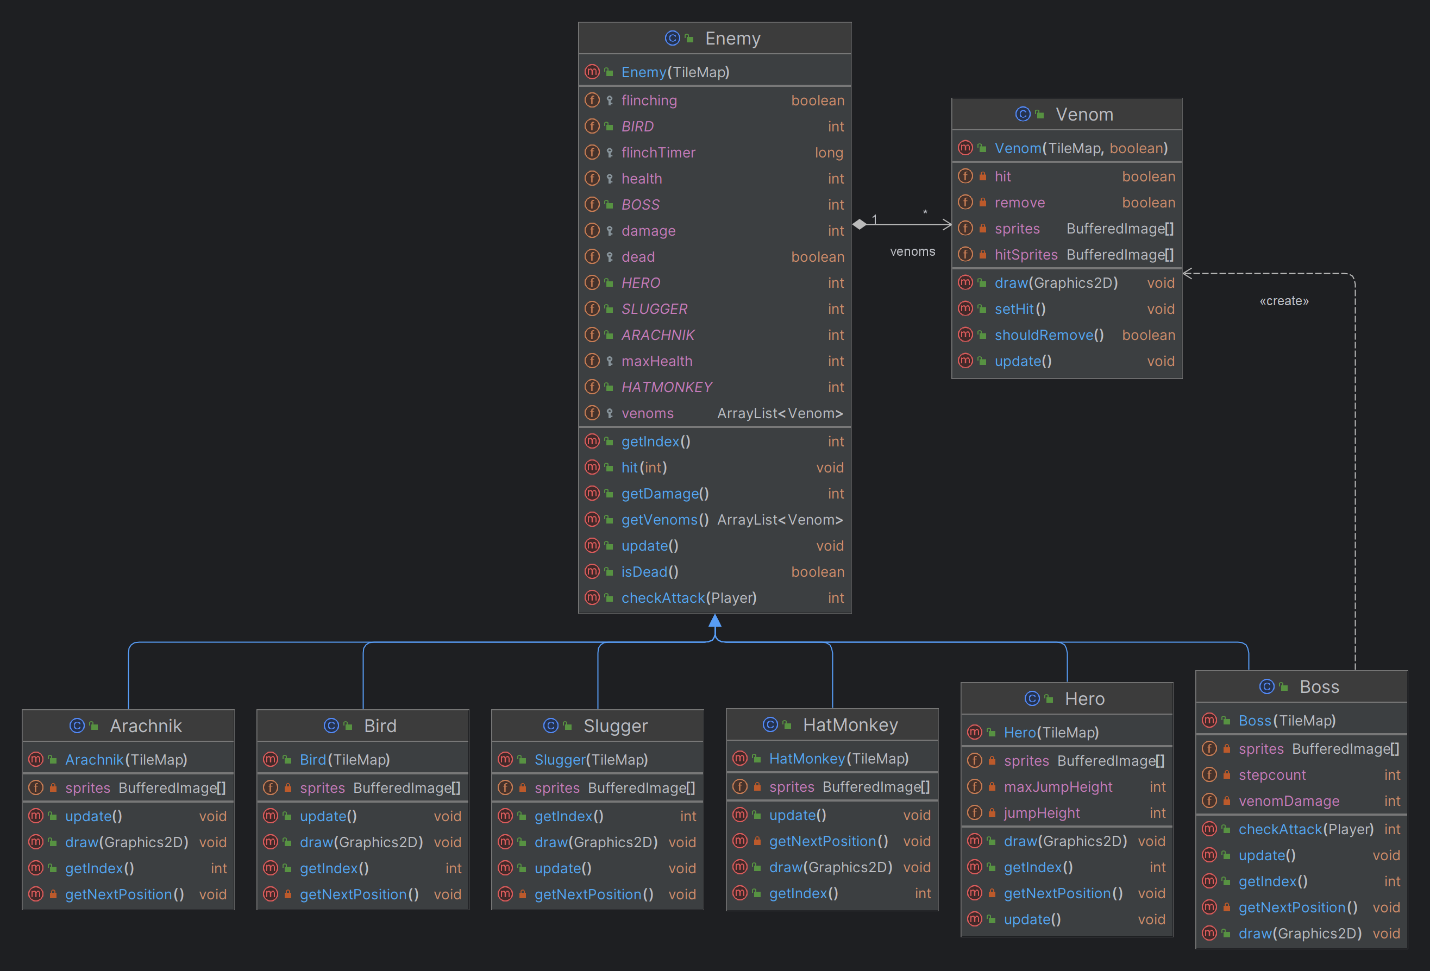 Enemy
Enemy(TileMap)
flinching boolean
BIRD int
flinchTimer long
health int
BOSS int
damage int
dead boolean
HERO int
SLUGGER int
ARACHNIK int
maxHealth int
HATMONKEY int
venoms ArrayList<Venom>
getIndex() int
hit(int) void
getDamage() int
getVenoms() ArrayList<Venom>
update() void
isDead() boolean
checkAttack(Player) int
1
*
venoms
Venom
Venom(TileMap, boolean)
hit boolean
remove boolean
sprites BufferedImage[]
hitSprites BufferedImage[]
draw(Graphics2D) void
setHit() void
shouldRemove() boolean
update() void
«create»
Arachnik
Arachnik(TileMap)
sprites BufferedImage[]
update() void
draw(Graphics2D) void
getIndex() int
getNextPosition() void
Bird
Bird(TileMap)
sprites BufferedImage[]
update() void
draw(Graphics2D) void
getIndex() int
getNextPosition() void
Slugger
Slugger(TileMap)
sprites BufferedImage[]
getIndex() int
draw(Graphics2D) void
update() void
getNextPosition() void
HatMonkey
HatMonkey(TileMap)
sprites BufferedImage[]
update() void
getNextPosition() void
draw(Graphics2D) void
getIndex() int
Hero
Hero(TileMap)
sprites BufferedImage[]
maxJumpHeight int
jumpHeight int
draw(Graphics2D) void
getIndex() int
getNextPosition() void
update() void
Boss
Boss(TileMap)
sprites BufferedImage[]
stepcount int
venomDamage int
checkAttack(Player) int
update() void
getIndex() int
getNextPosition() void
draw(Graphics2D) void